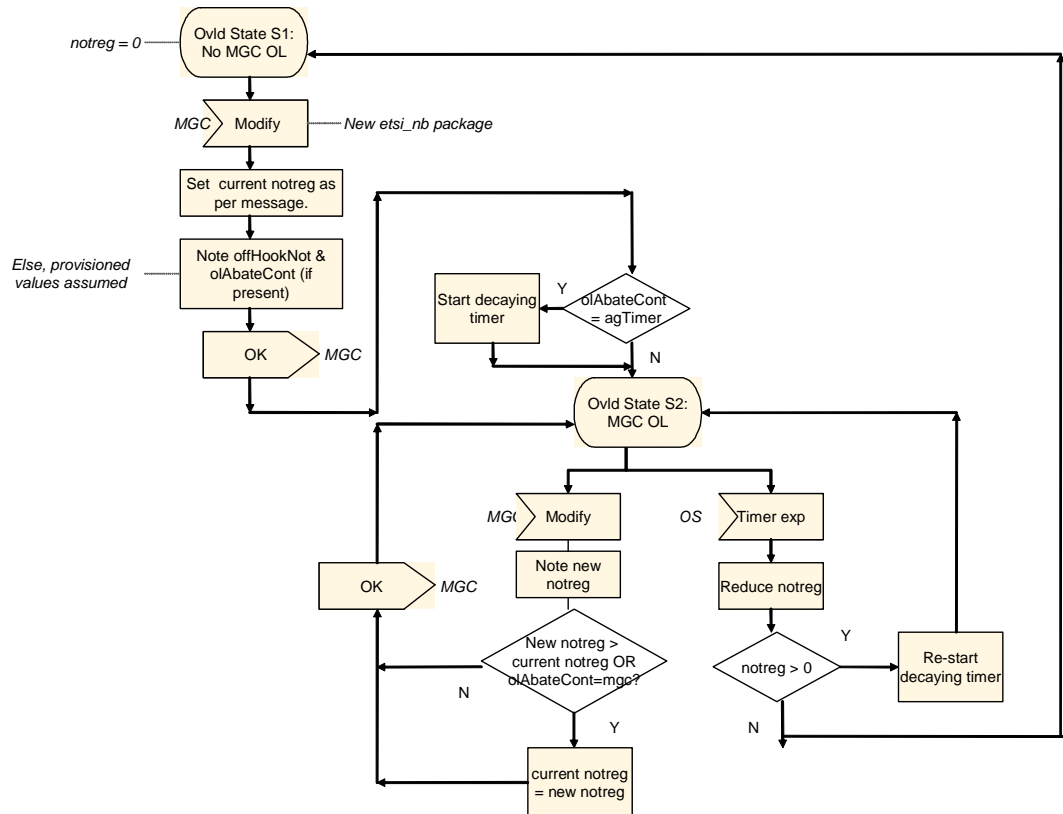 Ovld State S1:
No MGC OL
notreg = 0
MGC
Modify
New etsi_nb package
Set current notreg as
per message.
Note offHookNot &
olAbateCont (if
present)
Else, provisioned
values assumed
OK
MGC
olAbateCont
= agTimer
Y
N
Start decaying
timer
Ovld State S2:
MGC OL
MGC
Modify
OS
Timer exp
Note new
notreg
Reduce notreg
OK
MGC
New notreg >
current notreg OR
olAbateCont=mgc?
N
Y
notreg > 0
Y
N
Re-start
decaying timer
current notreg
= new notreg